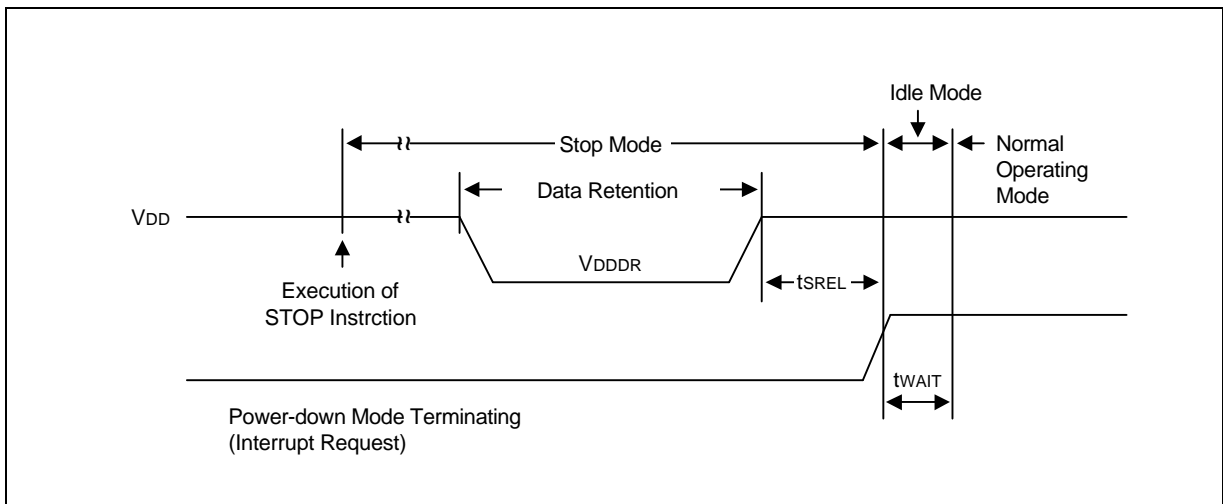 Idle Mode
Stop Mode
Normal
Operating
Mode
Data Retention
VDD
VDDDR
tSREL
Execution of
STOP Instrction
tWAIT
Power-down Mode Terminating
(Interrupt Request)